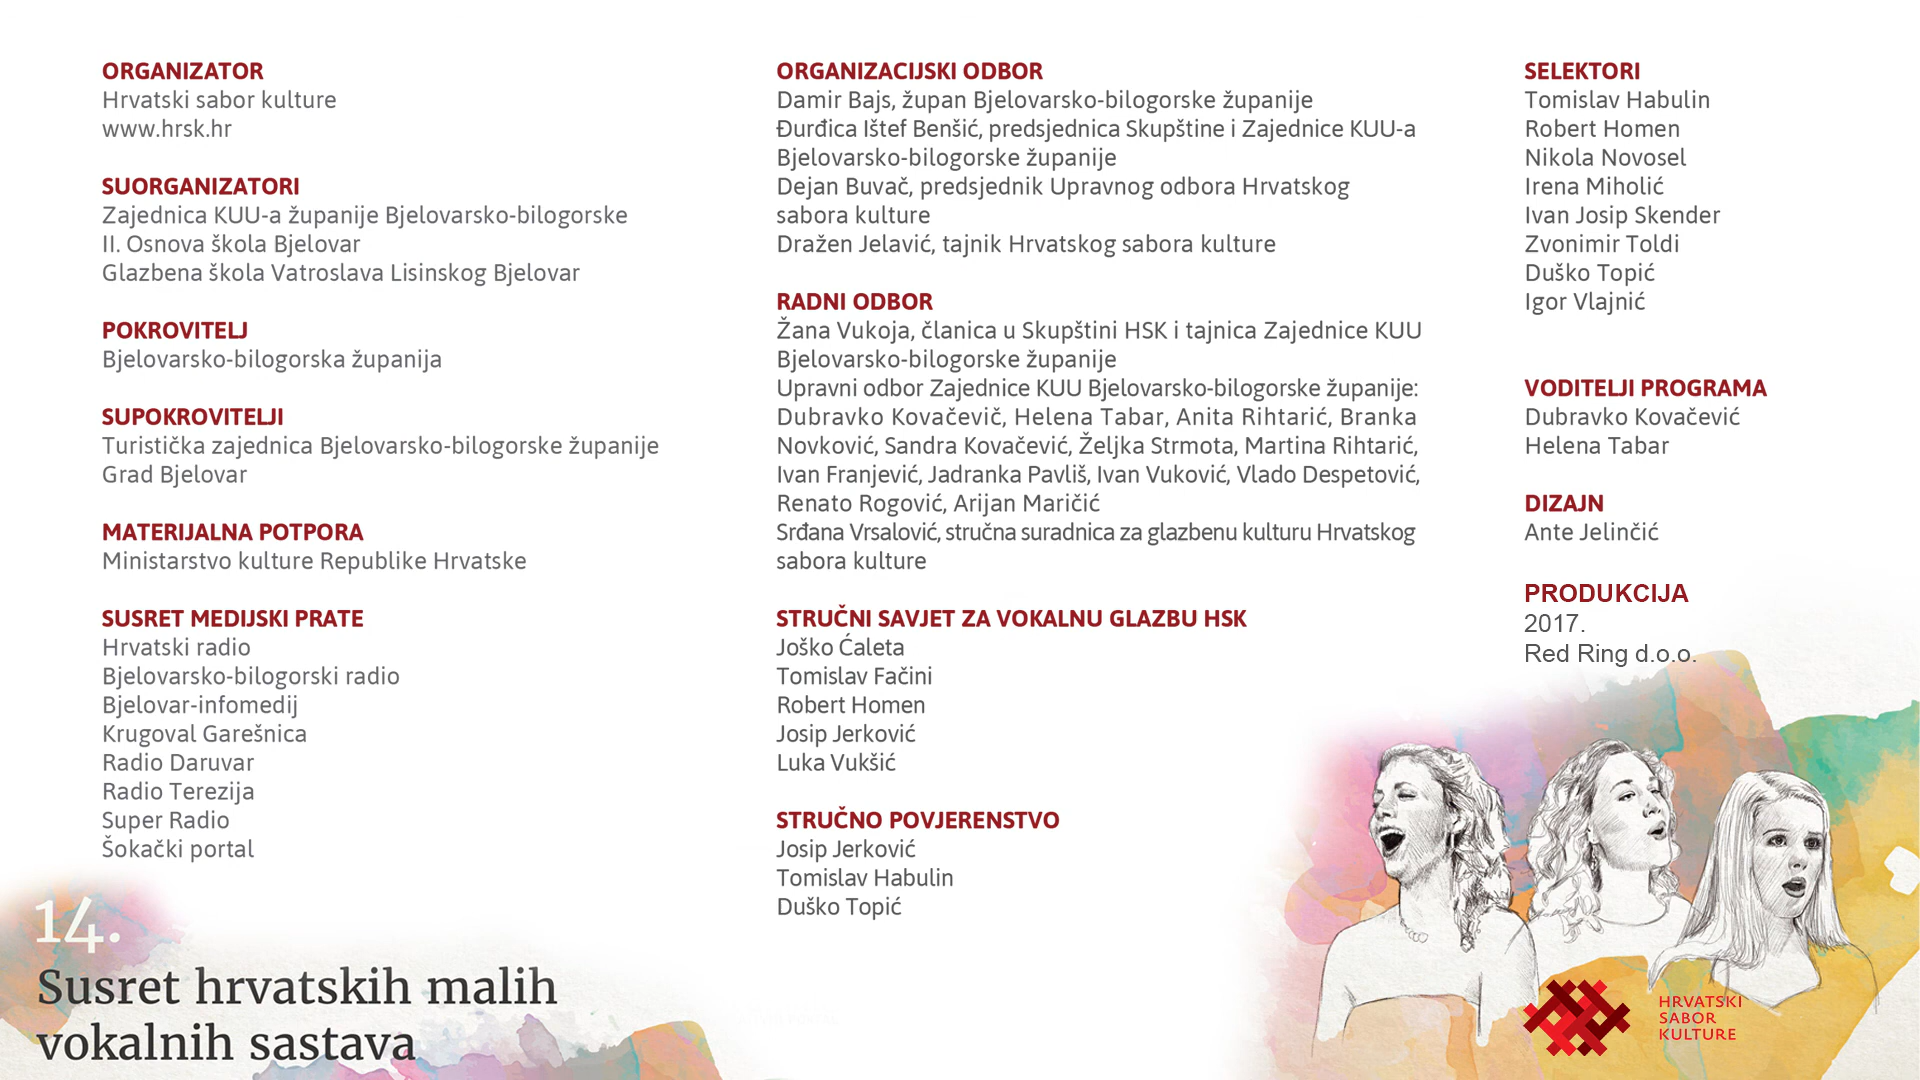 ORGANIZATOR
Hrvatski sabor kulture
www.hrsk.hr
SUORGANIZATORI
Zajednica KUU-a županije Bjelovarsko-bilogorske
II. Osnova škola Bjelovar
Glazbena škola Vatroslava Lisinskog Bjelovar
POKROVITELJ
Bjelovarsko-bilogorska županija
SUPOKROVITELJI
Turistička zajednica Bjelovarsko-bilogorske županije
Grad Bjelovar
MATERIJALNA POTPORA
Ministarstvo kulture Republike Hrvatske
SUSRET MEDIJSKI PRATE
Hrvatski radio
Bjelovarsko-bilogorski radio
Bjelovar-infomedij
Krugoval Garešnica
Radio Daruvar
Radio Terezija
Super Radio
Šokački portal
14.
Susret hrvatskih malih
vokalnih sastava
ORGANIZACIJSKI ODBOR
Damir Bajs, župan Bjelovarsko-bilogorske županije
Đurđica Ištef Benšić, predsjednica Skupštine i Zajednice KUU-a
Bjelovarsko-bilogorske županije
Dejan Buvač, predsjednik Upravnog odbora Hrvatskog
sabora kulture
Dražen Jelavić, tajnik Hrvatskog sabora kulture
RADNI ODBOR
Žana Vukoja, članica u Skupštini HSK i tajnica Zajednice KUU
Bjelovarsko-bilogorske županije
Upravni odbor Zajednice KUU Bjelovarsko-bilogorske županije:
Dubravko Kovačevič, Helena Tabar, Anita Rihtarić, Branka
Novković, Sandra Kovačević, Željka Strmota, Martina Rihtarić,
Ivan Franjević, Jadranka Pavliš, Ivan Vuković, Vlado Despetović,
Renato Rogović, Arijan Maričić
Srđana Vrsalović, stručna suradnica za glazbenu kulturu Hrvatskog
sabora kulture
STRUČNI SAVJET ZA VOKALNU GLAZBU HSK
Joško Ćaleta
Tomislav Fačini
Robert Homen
Josip Jerković
Luka Vukšić
STRUČNO POVJERENSTVO
Josip Jerković
Tomislav Habulin
Duško Topić
SELEKTORI
Tomislav Habulin
Robert Homen
Nikola Novosel
Irena Miholić
Ivan Josip Skender
Zvonimir Toldi
Duško Topić
Igor Vlajnić
VODITELJI PROGRAMA
Dubravko Kovačević
Helena Tabar
DIZAJN
Ante Jelinčić
PRODUKCIJA
2017.
Red Ring d.o.o.
HRVATSKI
SABOR
KULTURE